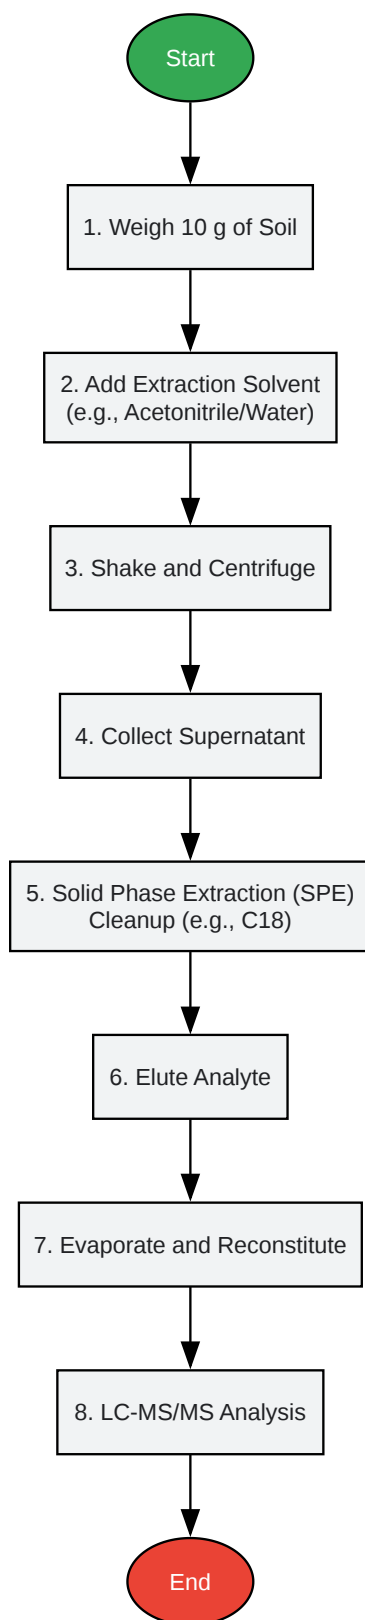 Start
1. Weigh 10 g of Soil
2. Add Extraction Solvent
(e.g., Acetonitrile/Water)
3. Shake and Centrifuge
4. Collect Supernatant
5. Solid Phase Extraction (SPE)
Cleanup (e.g., C18)
6. Elute Analyte
7. Evaporate and Reconstitute
8. LC-MS/MS Analysis
End